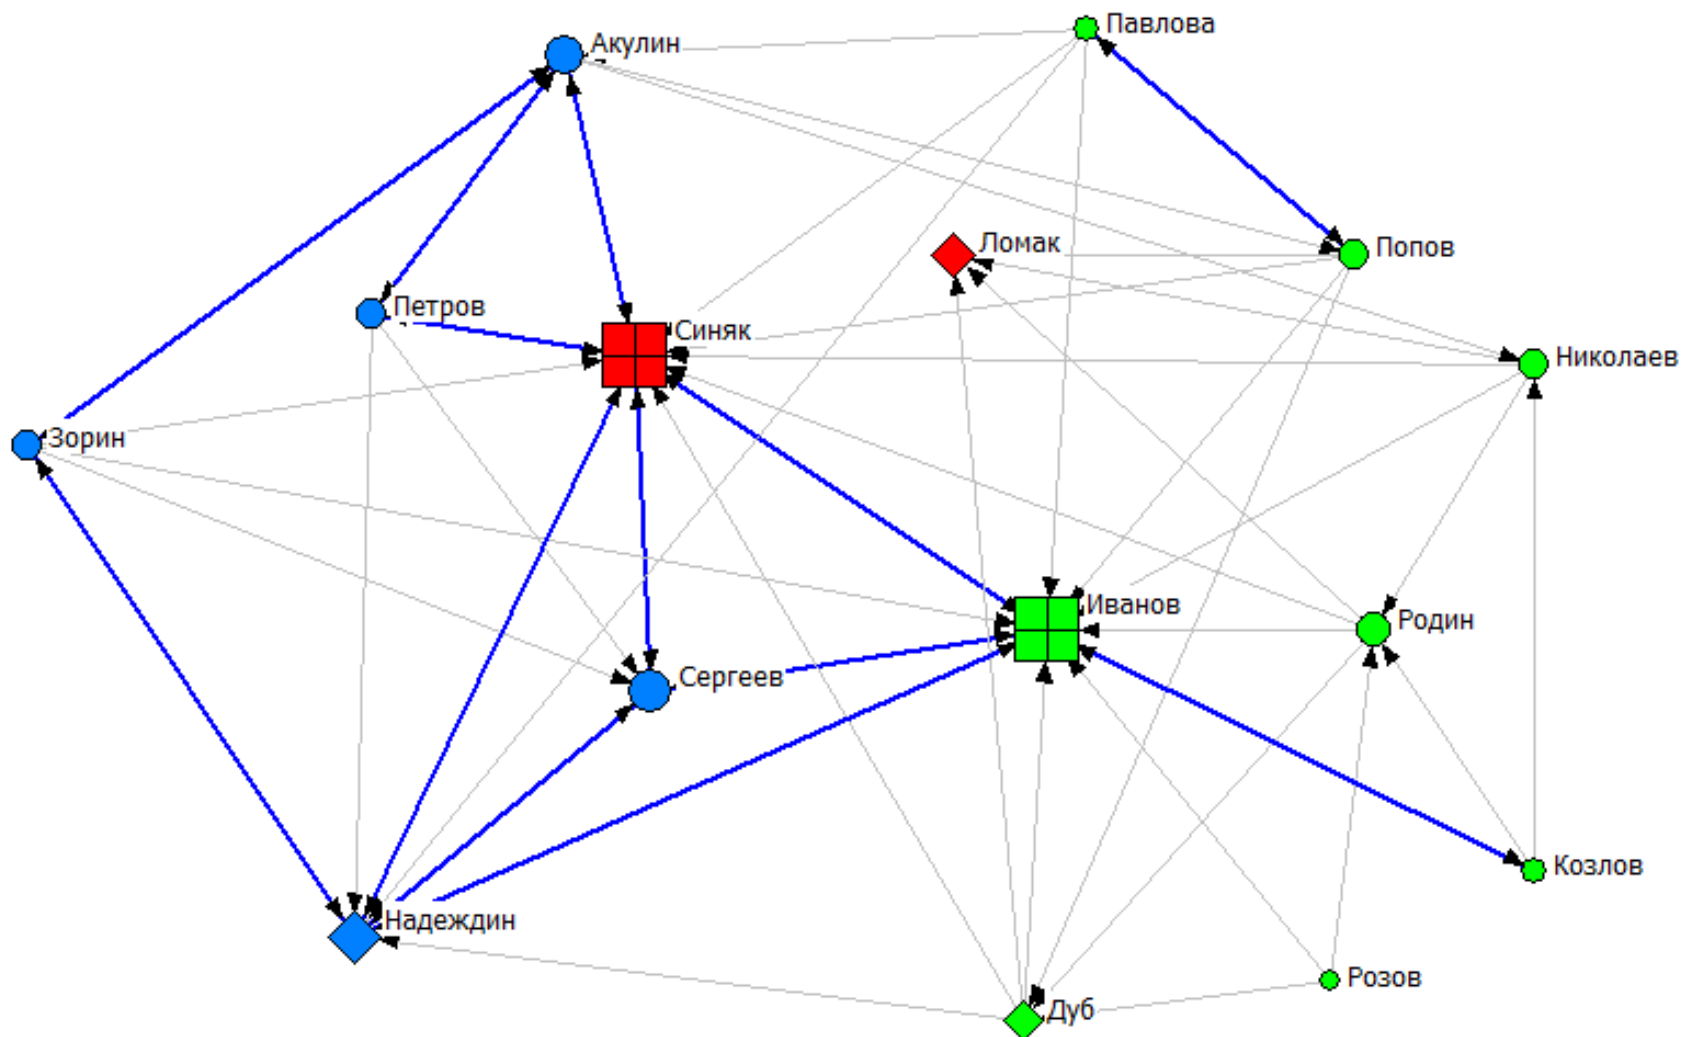 Павлова
Акулин
Ломак
Попов
Петров
Синяк
Николаев
Зорин
Иванов
Родин
Сергеев
Козлов
Надеждин
Розов
Дуб